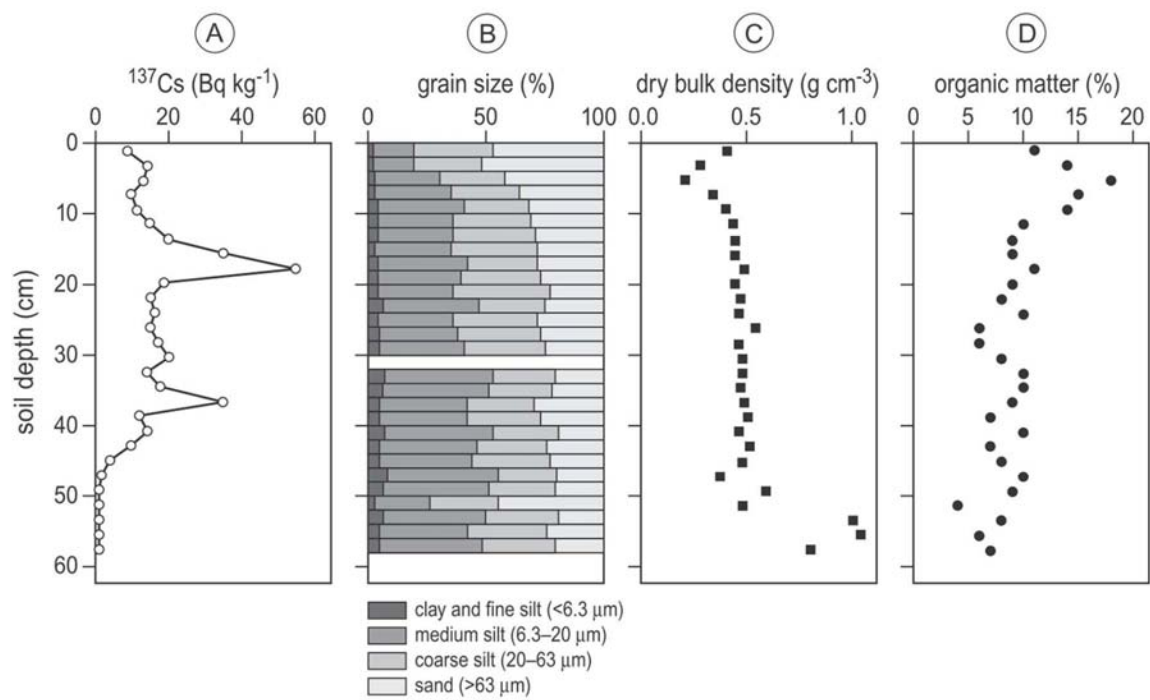 A
B
C
D
¹³⁷Cs (Bq kg⁻¹)
grain size (%)
dry bulk density (g cm⁻³)
organic matter (%)
0 20 40 60
0 50 100
0.0 0.5 1.0
0 5 10 15 20
soil depth (cm)
0
10
20
30
40
50
60
clay and fine silt (<6.3 µm)
medium silt (6.3–20 µm)
coarse silt (20–63 µm)
sand (>63 µm)